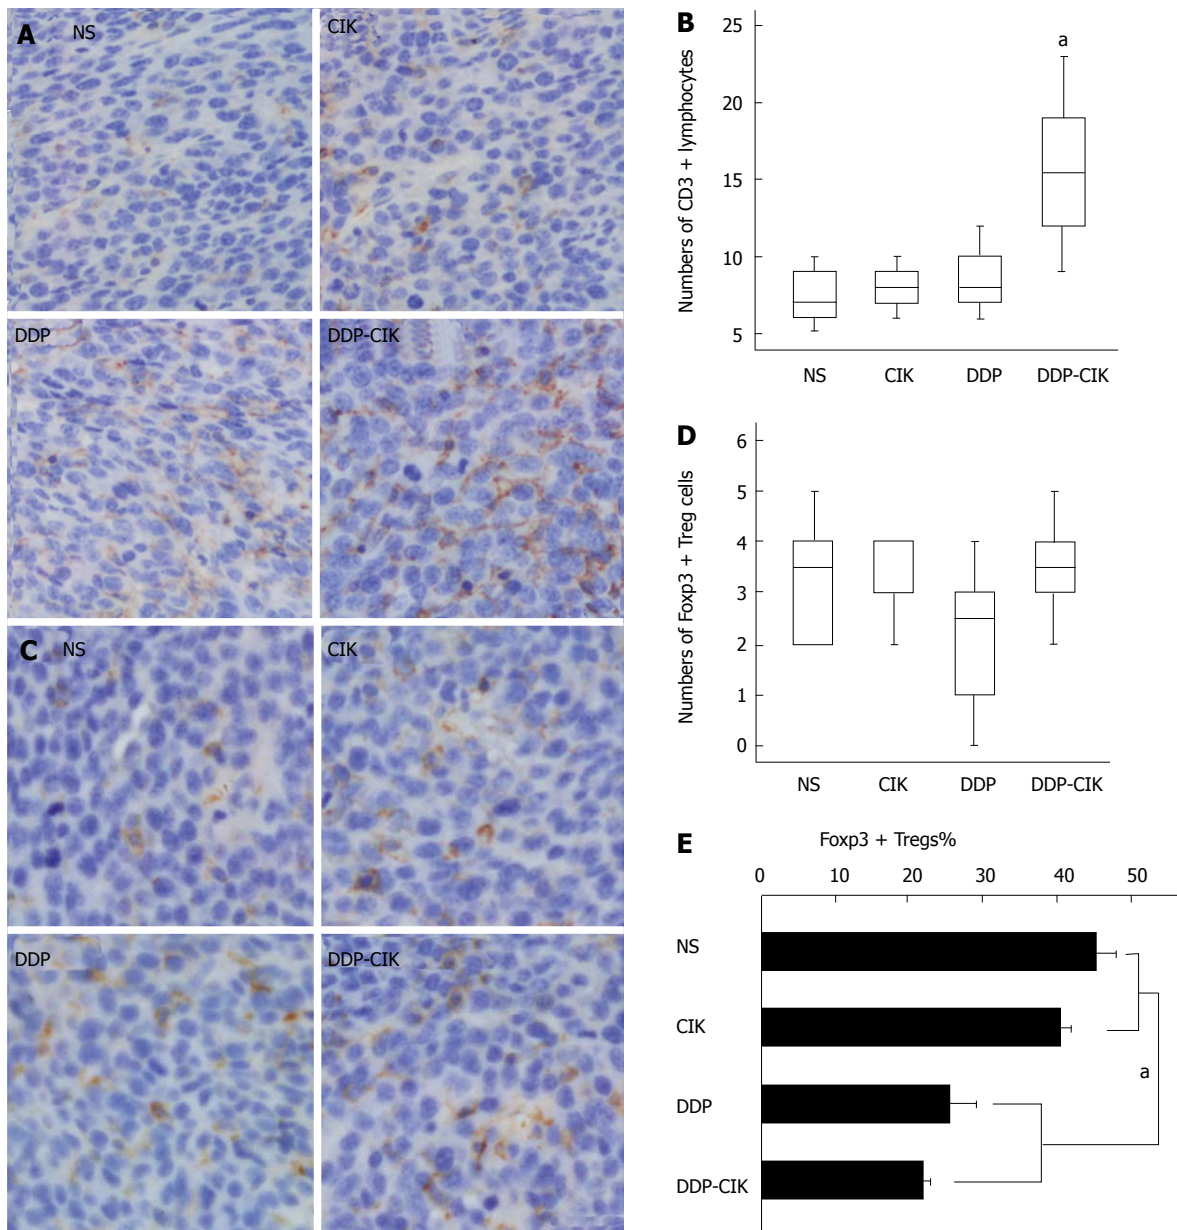 A
NS
CIK
DDP
DDP-CIK
B
Numbers of CD3 + lymphocytes
25
20
15
10
5
a
NS CIK DDP DDP-CIK
C
NS
CIK
DDP
DDP-CIK
D
Numbers of Foxp3 + Treg cells
6
5
4
3
2
1
0
NS CIK DDP DDP-CIK
E
Foxp3 + Tregs%
0 10 20 30 40 50
NS
CIK
DDP
DDP-CIK
a